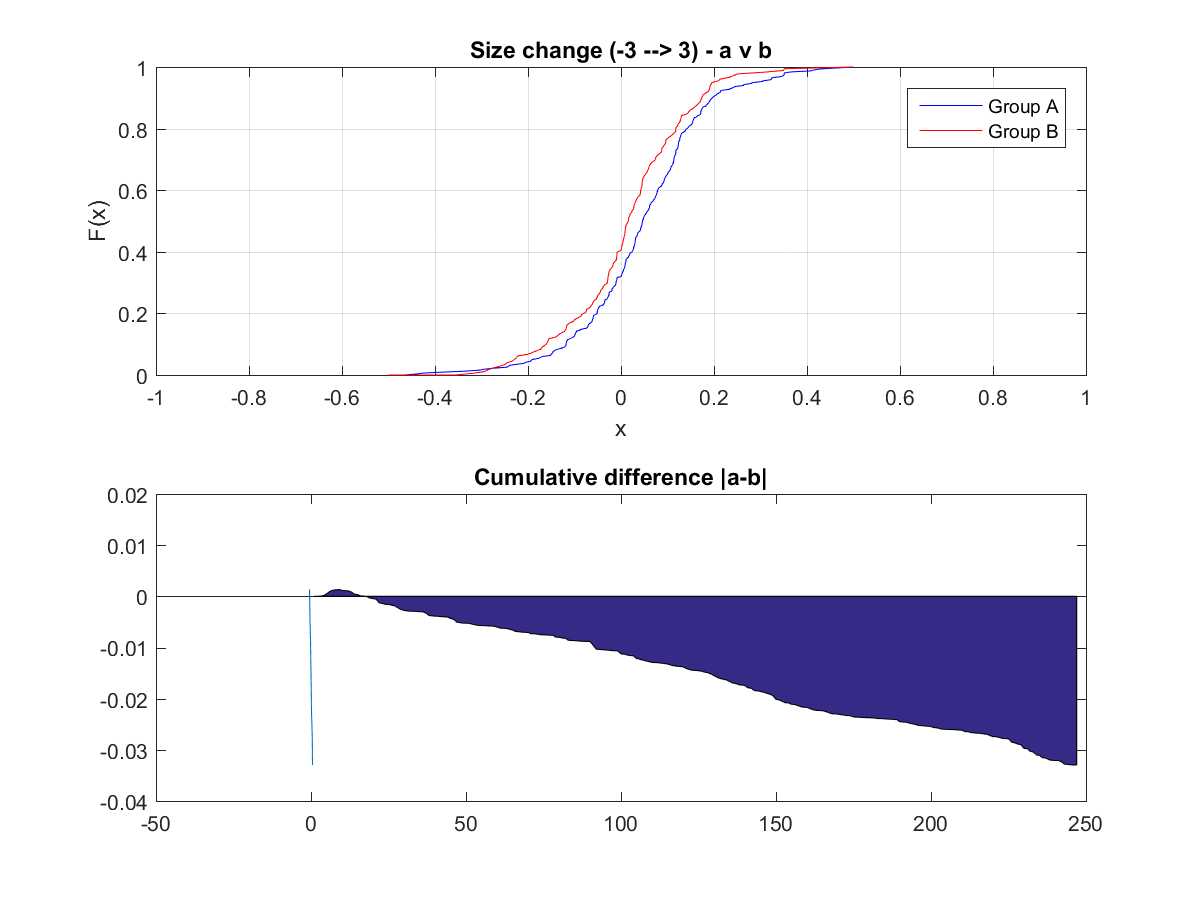 Size change (-3 --> 3) - a v b
1
0.8
0.6
0.4
0.2
0
F(x)
Group A
Group B
-1 -0.8 -0.6 -0.4 -0.2 0 0.2 0.4 0.6 0.8 1
x
Cumulative difference |a-b|
0.02
0.01
0
-0.01
-0.02
-0.03
-0.04
-50 0 50 100 150 200 250